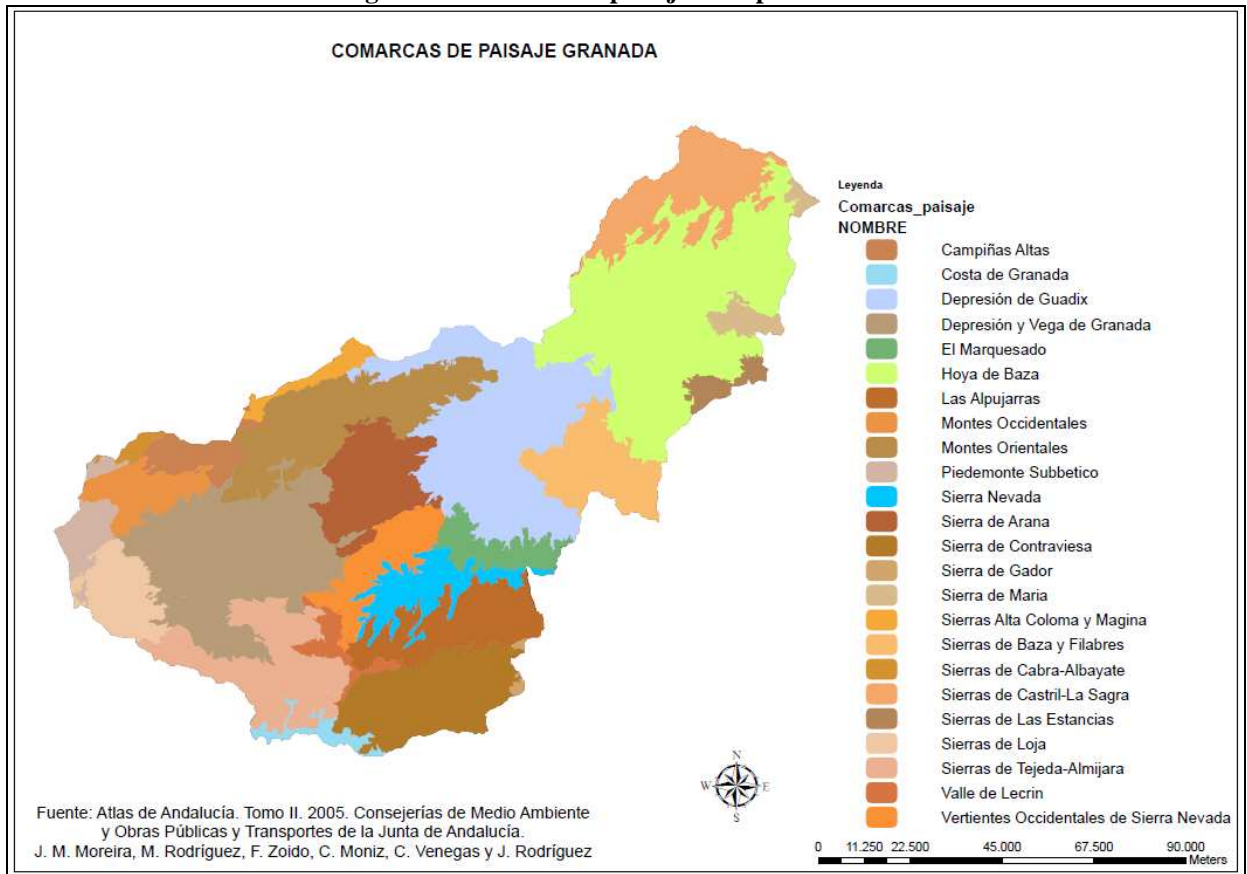 COMARCAS DE PAISAJE GRANADA
Leyenda
Comarcas_paisaje
NOMBRE
Campiñas Altas
Costa de Granada
Depresión de Guadix
Depresión y Vega de Granada
El Marquesado
Hoya de Baza
Las Alpujarras
Montes Occidentales
Montes Orientales
Piedemonte Subbetico
Sierra Nevada
Sierra de Arana
Sierra de Contraviesa
Sierra de Gador
Sierra de Maria
Sierras Alta Coloma y Magina
Sierras de Baza y Filabres
Sierras de Cabra-Albayate
Sierras de Castril-La Sagra
Sierras de Las Estancias
Sierras de Loja
Sierras de Tejeda-Almijara
Valle de Lecrin
Vertientes Occidentales de Sierra Nevada
N
W E
S
Fuente: Atlas de Andalucía. Tomo II. 2005. Consejerías de Medio Ambiente
y Obras Públicas y Transportes de la Junta de Andalucía.
J. M. Moreira, M. Rodríguez, F. Zoido, C. Moniz, C. Venegas y J. Rodríguez
0 11.250 22.500 45.000 67.500 90.000
Meters